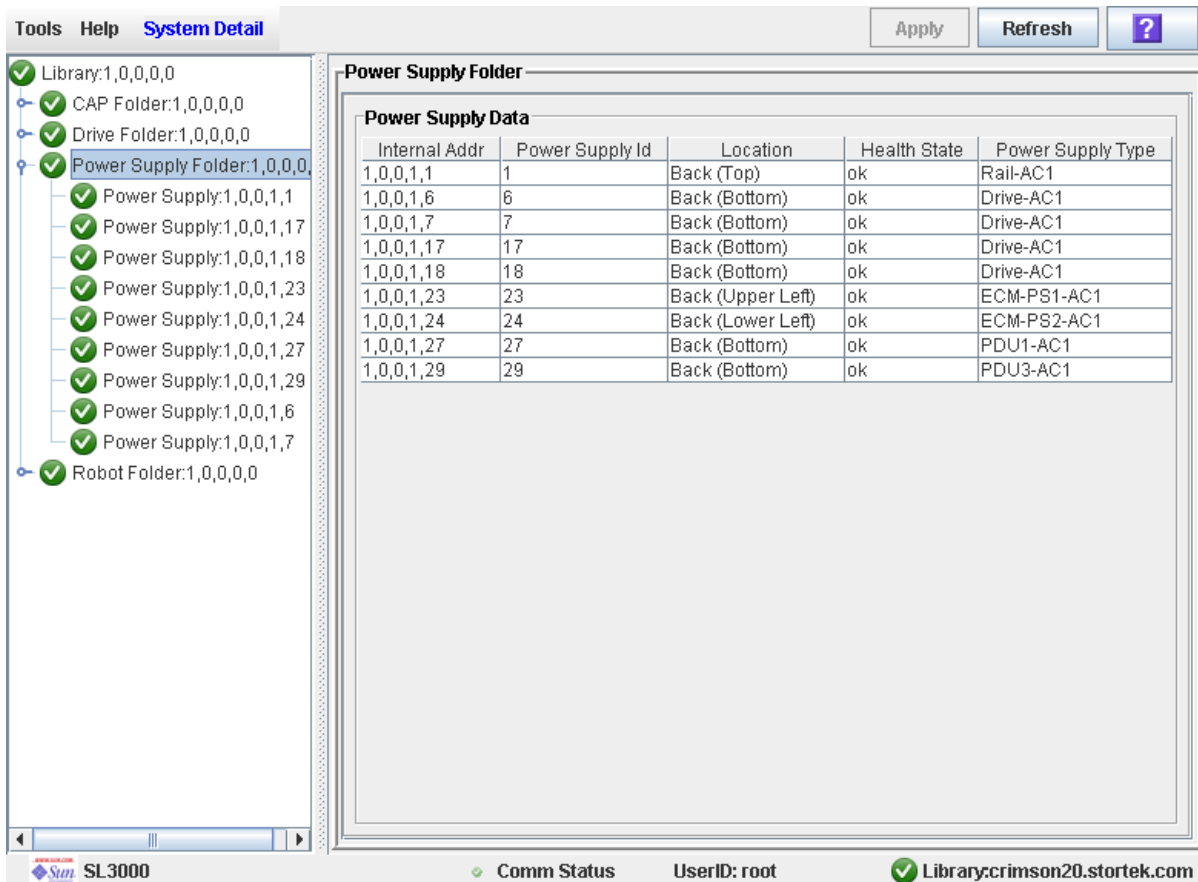 Tools Help System Detail Apply Refresh ?
Library:1,0,0,0,0
CAP Folder:1,0,0,0,0
Drive Folder:1,0,0,0,0
Power Supply Folder:1,0,0,0,
Power Supply:1,0,0,1,1
Power Supply:1,0,0,1,17
Power Supply:1,0,0,1,18
Power Supply:1,0,0,1,23
Power Supply:1,0,0,1,24
Power Supply:1,0,0,1,27
Power Supply:1,0,0,1,29
Power Supply:1,0,0,1,6
Power Supply:1,0,0,1,7
Robot Folder:1,0,0,0,0
Power Supply Folder
Power Supply Data
Internal Addr Power Supply Id Location Health State Power Supply Type
1,0,0,1,1 1 Back (Top) ok Rail-AC1
1,0,0,1,6 6 Back (Bottom) ok Drive-AC1
1,0,0,1,7 7 Back (Bottom) ok Drive-AC1
1,0,0,1,17 17 Back (Bottom) ok Drive-AC1
1,0,0,1,18 18 Back (Bottom) ok Drive-AC1
1,0,0,1,23 23 Back (Upper Left) ok ECM-PS1-AC1
1,0,0,1,24 24 Back (Lower Left) ok ECM-PS2-AC1
1,0,0,1,27 27 Back (Bottom) ok PDU1-AC1
1,0,0,1,29 29 Back (Bottom) ok PDU3-AC1
Sun SL3000 Comm Status UserID: root Library:crimson20.stortek.com